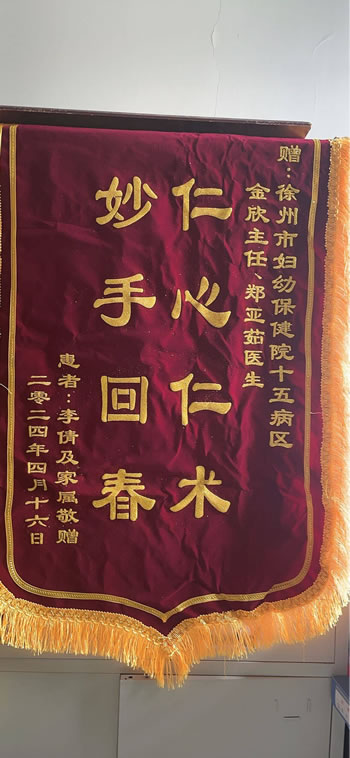 赠：徐州市妇幼保健院十五病区
金欣主任、郑亚茹医生
仁心仁术
妙手回春
患者：李倩及家属敬赠
二零二四年四月十六日